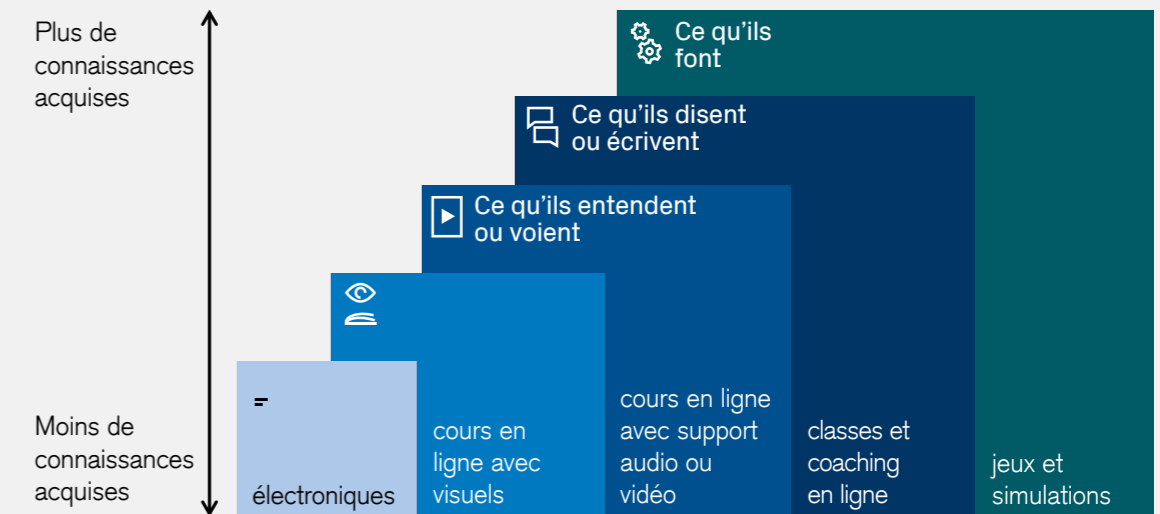 Plus de
connaissances
acquises
Ce qu'ils
font
Ce qu'ils disent
ou écrivent
Ce qu'ils entendent
ou voient
Moins de
connaissances
acquises
électroniques
cours en
ligne avec
visuels
cours en ligne
avec support
audio ou
vidéo
classes et
coaching
en ligne
jeux et
simulations